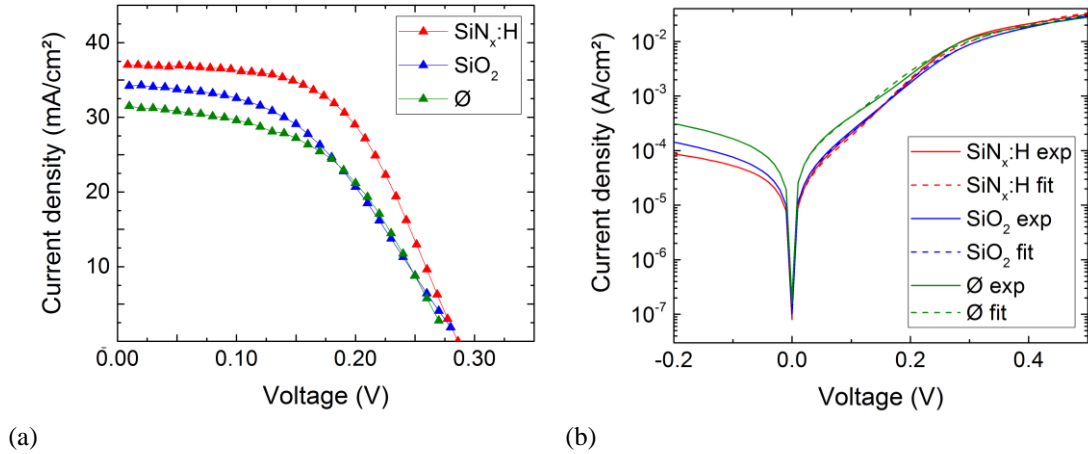 40
30
20
10
0.00 0.10 0.20 0.30
Current density (mA/cm²)
Voltage (V)
SiNx:H
SiO2
Ø
(a)
10-2
10-3
10-4
10-5
10-6
10-7
-0.2 0.0 0.2 0.4
Current density (A/cm²)
Voltage (V)
SiNx:H exp
SiNx:H fit
SiO2 exp
SiO2 fit
Ø exp
Ø fit
(b)